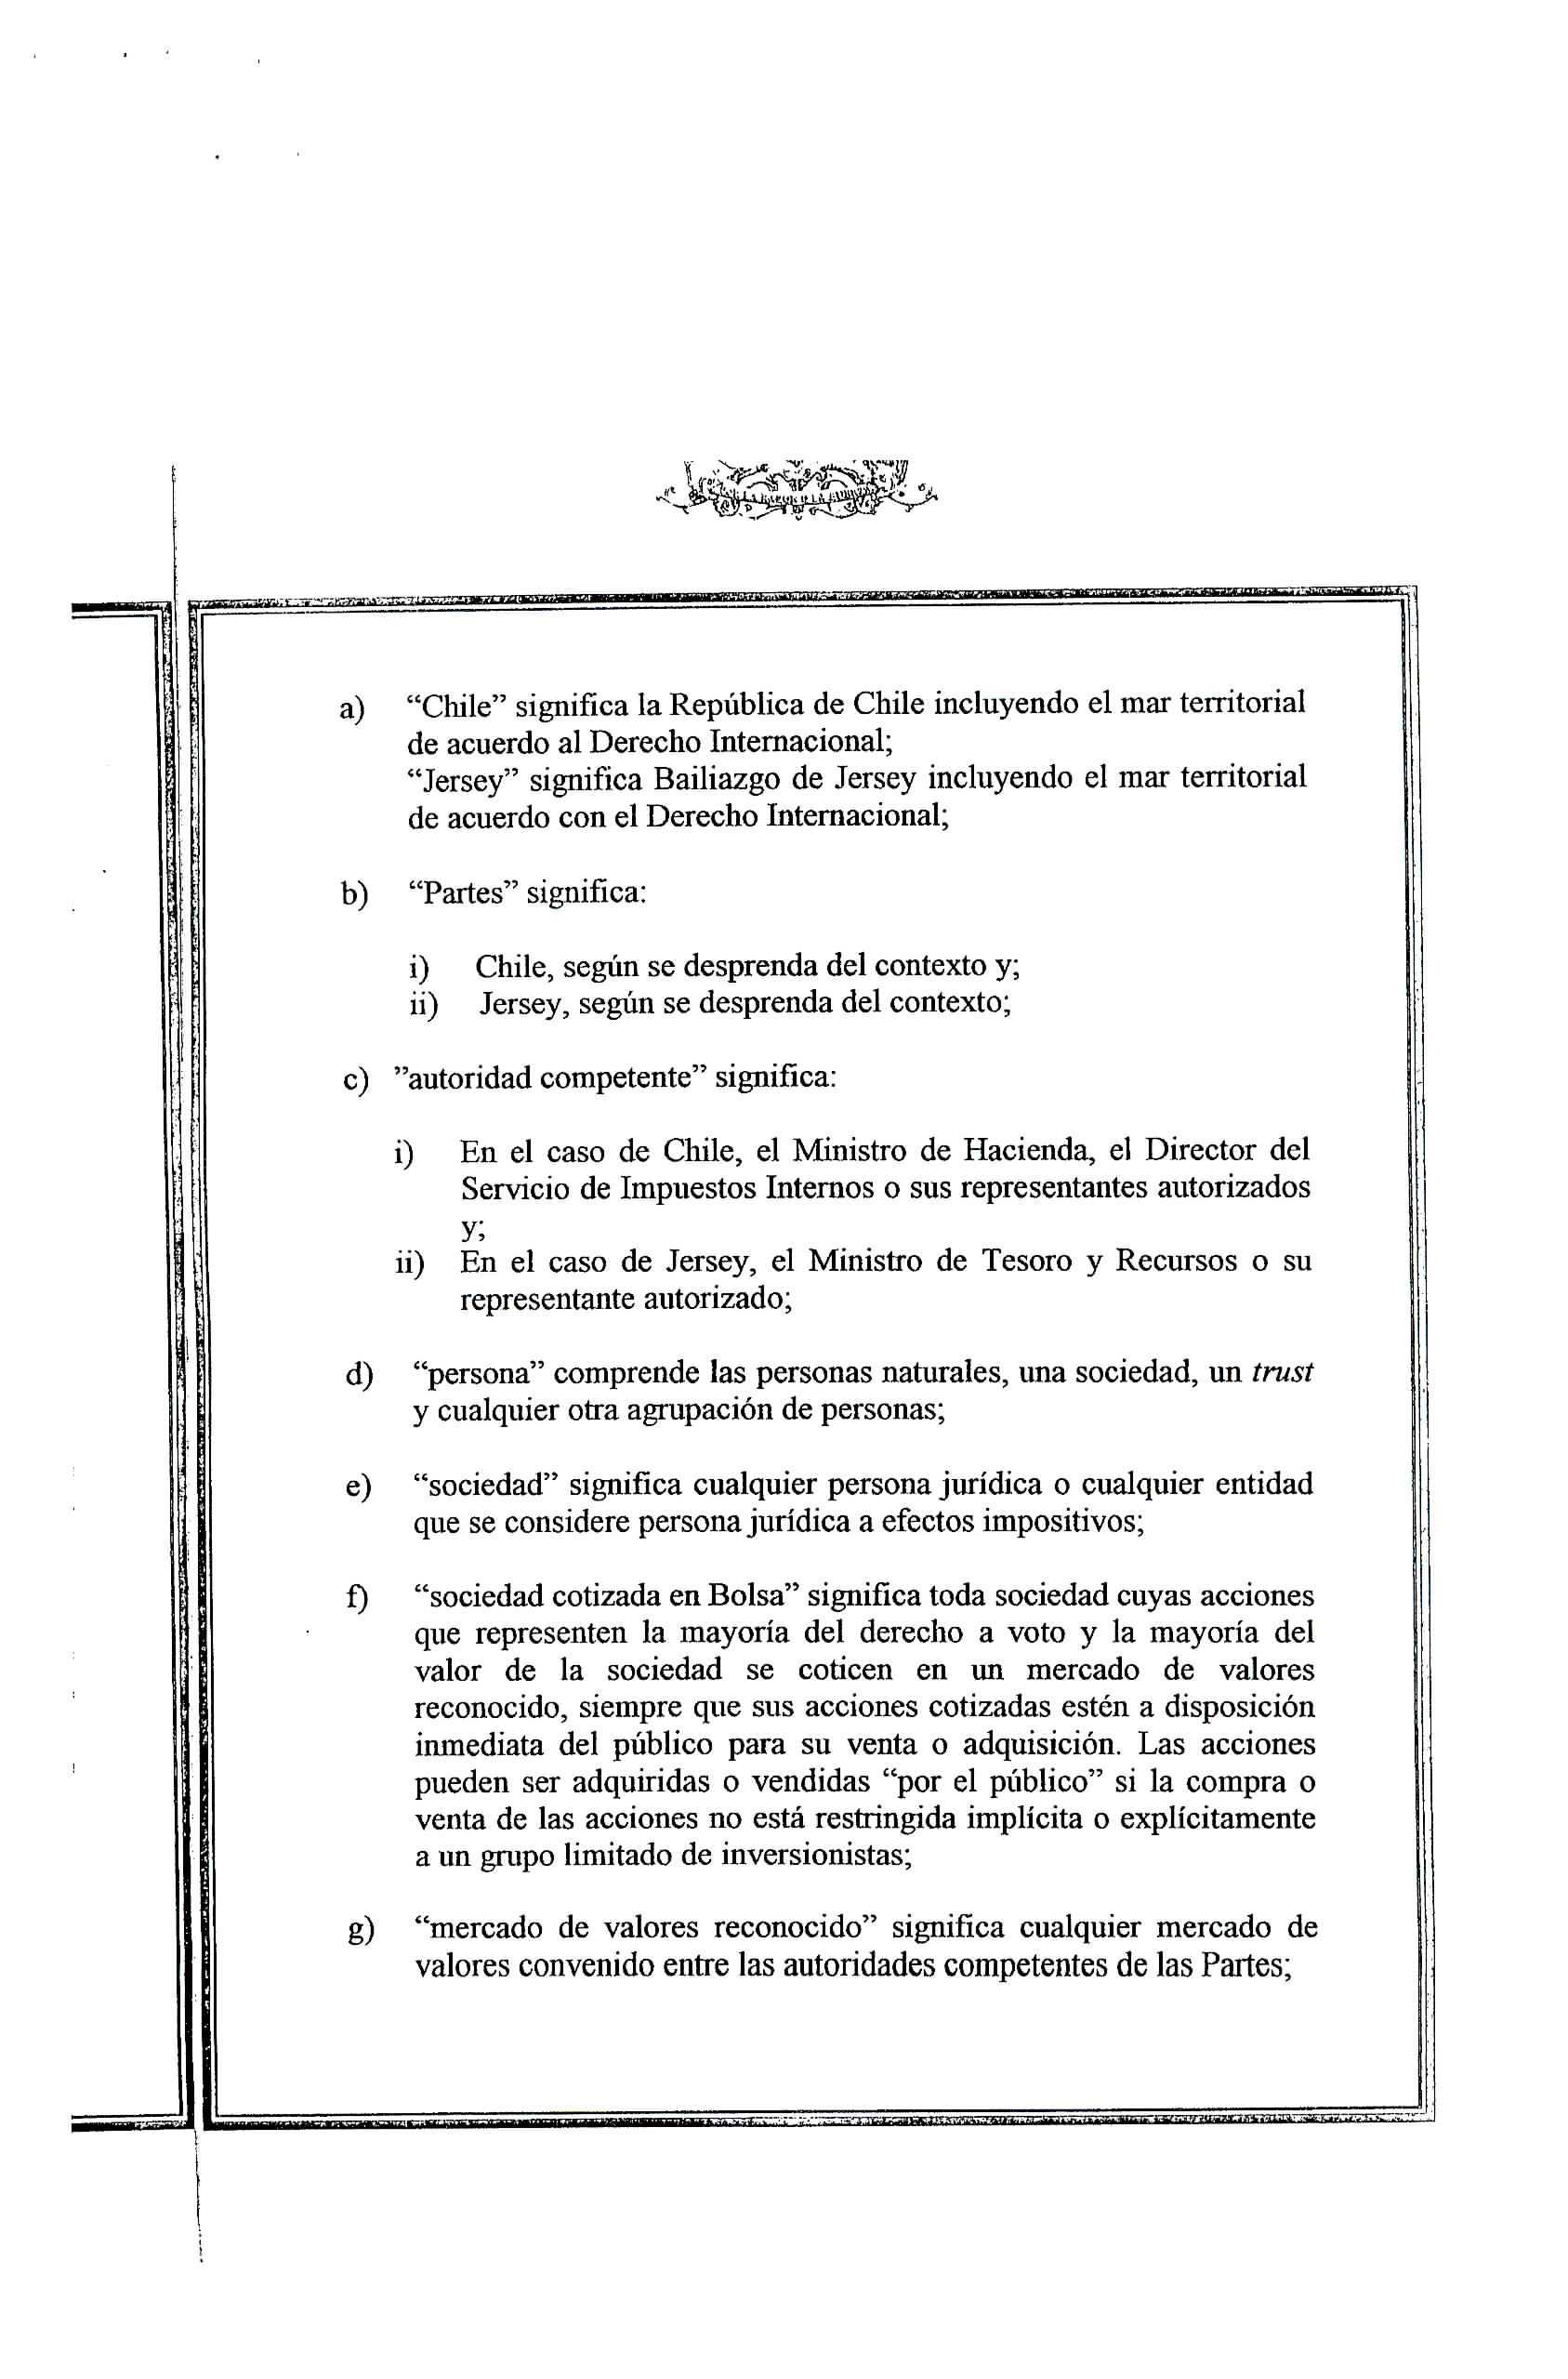 a) “Chile” significa la República de Chile incluyendo el mar territorial
de acuerdo al Derecho Internacional;
“Jersey” significa Bailiazgo de Jersey incluyendo el mar territorial
de acuerdo con el Derecho Internacional;
b) “Partes” significa:
i) Chile, según se desprenda del contexto y;
ii) Jersey, según se desprenda del contexto;
c) ”autoridad competente” significa:
i) En el caso de Chile, el Ministro de Hacienda, el Director del
Servicio de Impuestos Internos o sus representantes autorizados
y;
ii) En el caso de Jersey, el Ministro de Tesoro y Recursos o su
representante autorizado;
d) “persona” comprende las personas naturales, una sociedad, un trust
y cualquier otra agrupación de personas;
e) “sociedad” significa cualquier persona jurídica o cualquier entidad
que se considere persona jurídica a efectos impositivos;
f) “sociedad cotizada en Bolsa” significa toda sociedad cuyas acciones
que representen la mayoría del derecho a voto y la mayoría del
valor de la sociedad se coticen en un mercado de valores
reconocido, siempre que sus acciones cotizadas estén a disposición
inmediata del público para su venta o adquisición. Las acciones
pueden ser adquiridas o vendidas “por el público” si la compra o
venta de las acciones no está restringida implícita o explícitamente
a un grupo limitado de inversionistas;
g) “mercado de valores reconocido” significa cualquier mercado de
valores convenido entre las autoridades competentes de las Partes;